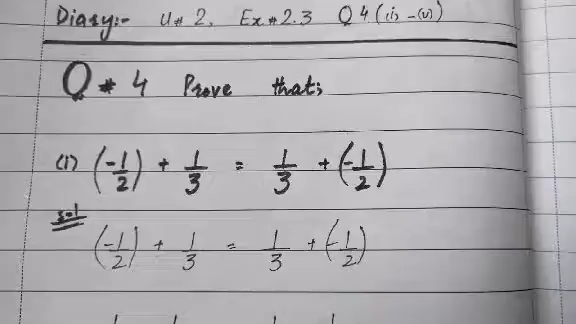 Diary:- U# 2, Ex # 2.3 Q 4 (i) - (v)
Q # 4 Prove that;
(i) (-1/2) + 1/3 = 1/3 + (-1/2)
Sol
(-1/2) + 1/3 = 1/3 + (-1/2)